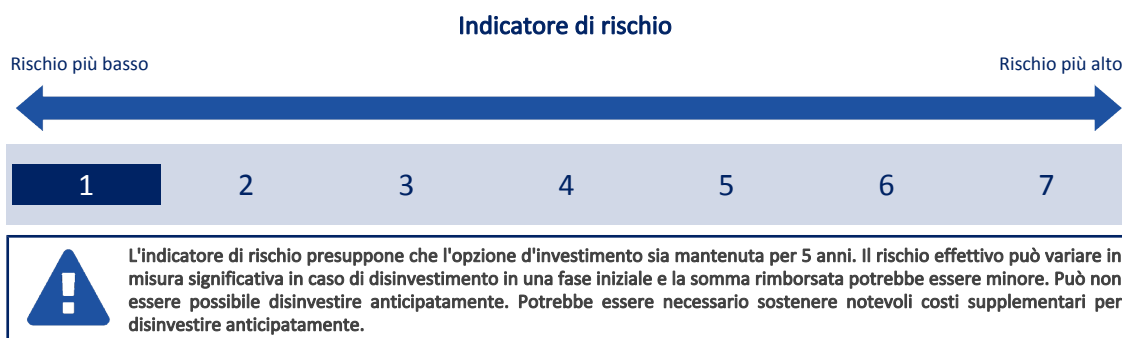 Indicatore di rischio
Rischio più basso Rischio più alto
1 2 3 4 5 6 7
L'indicatore di rischio presuppone che l'opzione d'investimento sia mantenuta per 5 anni. Il rischio effettivo può variare in
misura significativa in caso di disinvestimento in una fase iniziale e la somma rimborsata potrebbe essere minore. Può non
essere possibile disinvestire anticipatamente. Potrebbe essere necessario sostenere notevoli costi supplementari per
disinvestire anticipatamente.